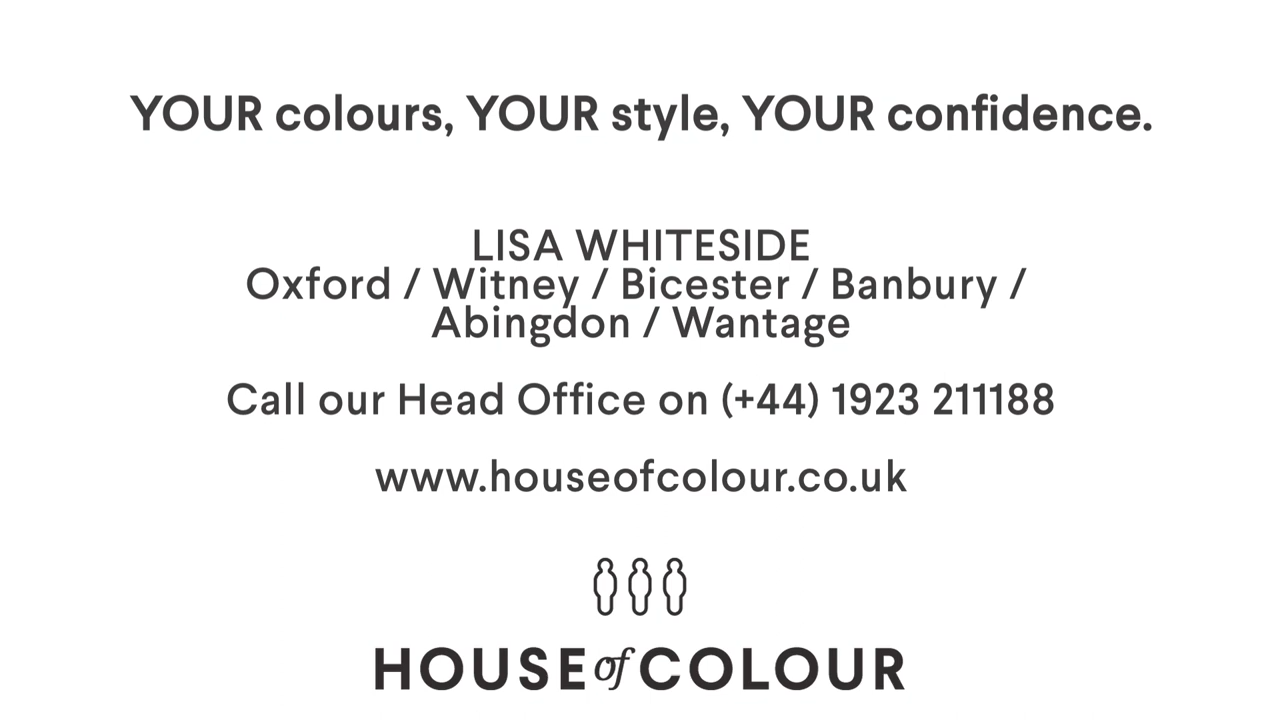 YOUR colours, YOUR style, YOUR confidence.
LISA WHITESIDE
Oxford / Witney / Bicester / Banbury /
Abingdon / Wantage
Call our Head Office on (+44) 1923 211188
www.houseofcolour.co.uk
HOUSE of COLOUR